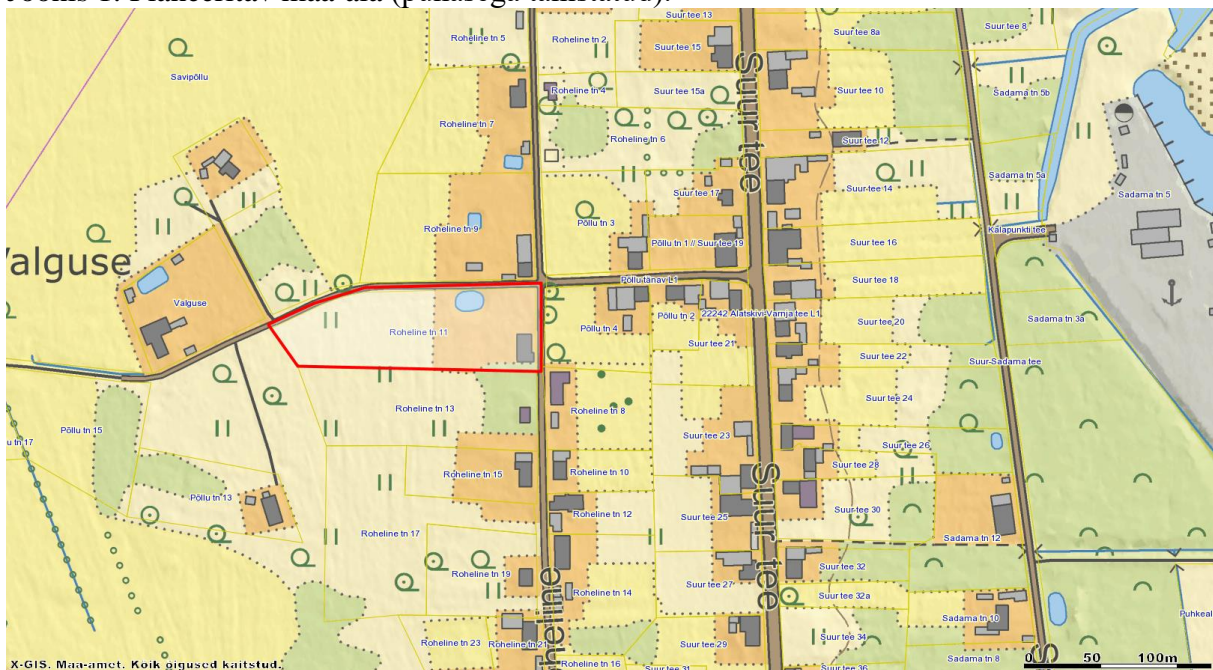 Joonis 1. Planeeritav maa-ala (punasega tähistatud).
Suur tee 13
Roheline tn 5
Roheline tn 2
Suur tee 15
Suur tee 8a
Suur tee 8
Savipõllu
Roheline tn 4
Suur tee 15a
Suur tee 10
Sadama tn 5b
Roheline tn 7
Roheline tn 6
Suur tee
Suur tee 12
Sadama tn 5a
Sadama tn 5
Suur tee 17
Suur tee 14
Põllu tn 3
Roheline tn 9
Põllu tn 1 // Suur tee 19
Suur tee 16
Kalapunkti tee
Valguse
Põllu tänav L1
Suur tee 18
Valguse
Roheline tn 11
Põllu tn 4
Põllu tn 2
22242 Alatskivi-Varnja tee L1
Suur tee 20
Sadama tn 3a
Suur tee 21
Suur tee 22
Suur-Sadama tee
Roheline tn 13
Roheline tn 8
Suur tee 24
Põllu tn 15
u tn 17
Suur tee 23
Suur tee 26
Roheline tn 15
Roheline tn 10
Suur tee 28
Põllu tn 13
Suur tee
Roheline tn 12
Suur tee 25
Suur tee 30
Roheline tn 17
Sadama tn 12
Roheline tn 19
Suur tee 27
Suur tee 32
Roheline
Roheline tn 14
Suur tee 32a
Sadama tn 10
Puhkeal
Roheline tn 23
Roheline tn 21
Suur tee 29
Suur tee 34
Sadama tn 8
Roheline tn 16
Suur tee 31
Suur tee 36
S
X-GIS. Maa-amet. Kõik õigused kaitstud.
0 50 100m